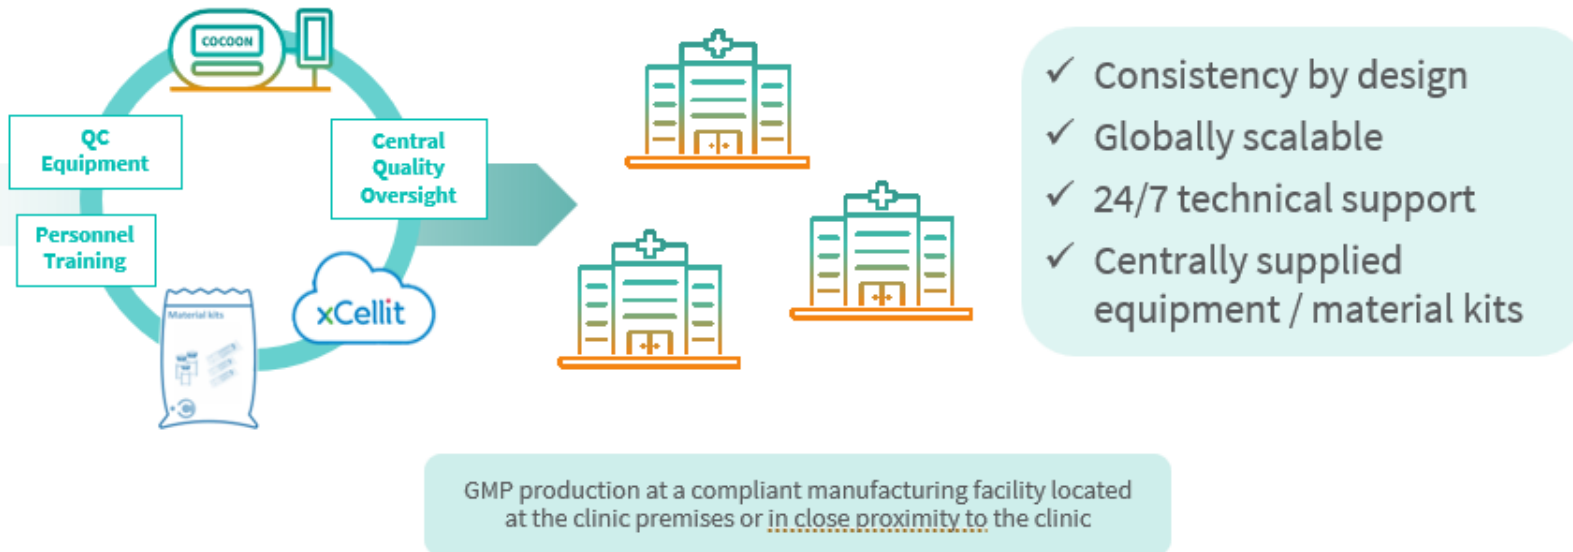 COCOON
QC
Equipment
Central
Quality
Oversight
Personnel
Training
Material kits
xCellit
✓ Consistency by design
✓ Globally scalable
✓ 24/7 technical support
✓ Centrally supplied
equipment / material kits
GMP production at a compliant manufacturing facility located
at the clinic premises or in close proximity to the clinic